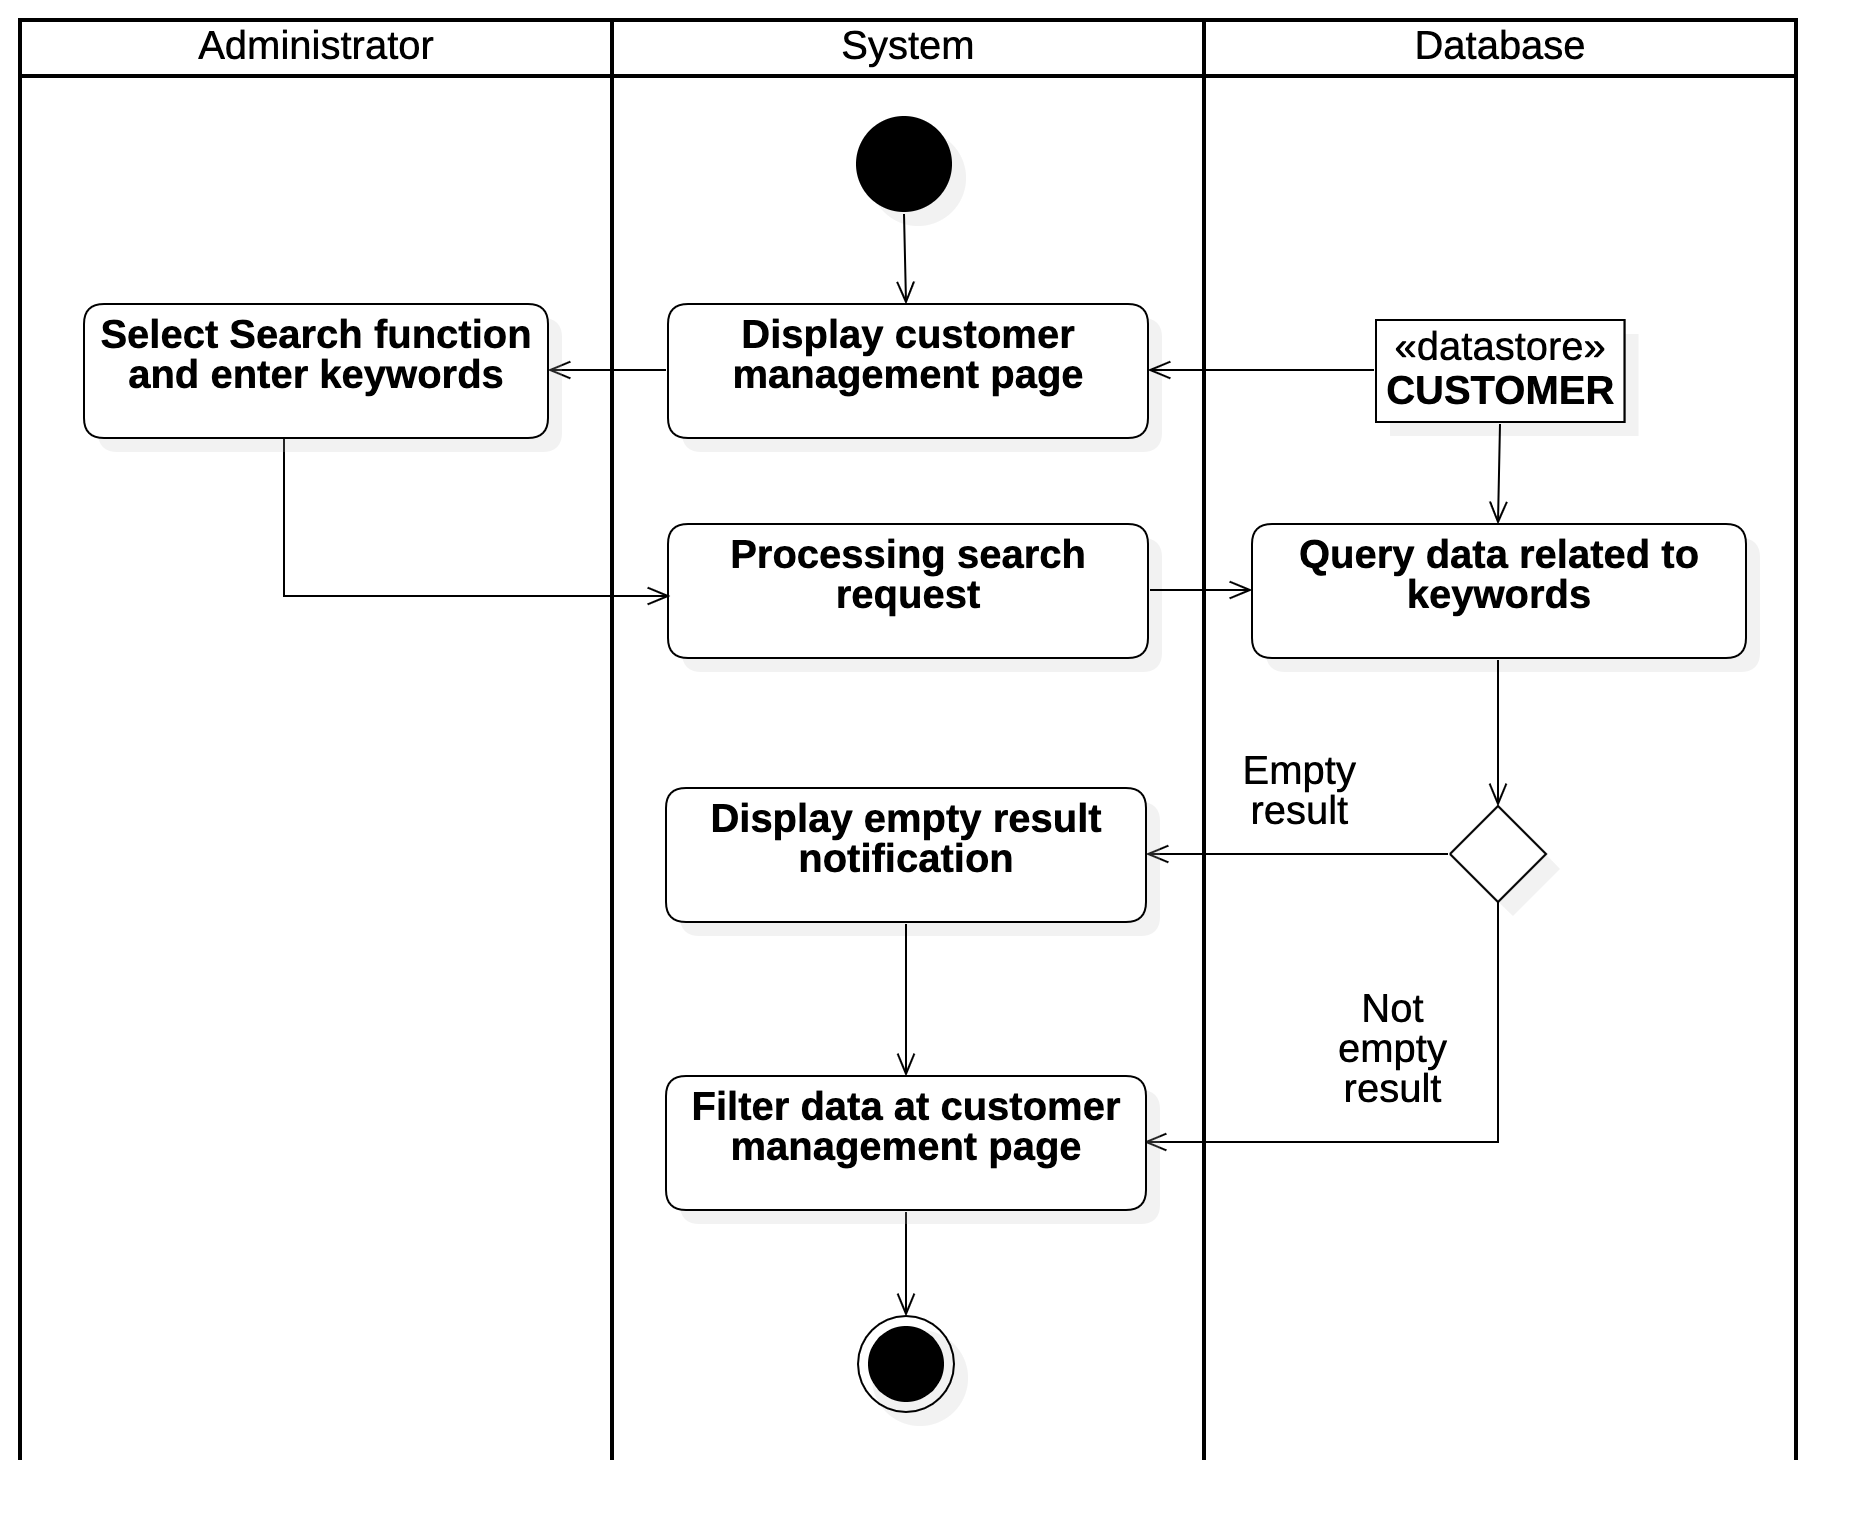 Administrator
System
Database
Select Search function
and enter keywords
Display customer
management page
«datastore»
CUSTOMER
Processing search
request
Query data related to
keywords
Empty
result
Display empty result
notification
Not
empty
result
Filter data at customer
management page